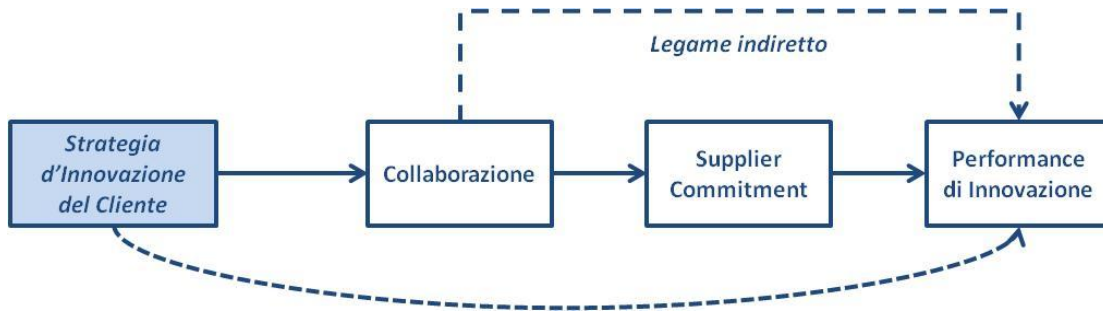 Legame indiretto
Strategia
d'Innovazione
del Cliente
Collaborazione
Supplier
Commitment
Performance
di Innovazione